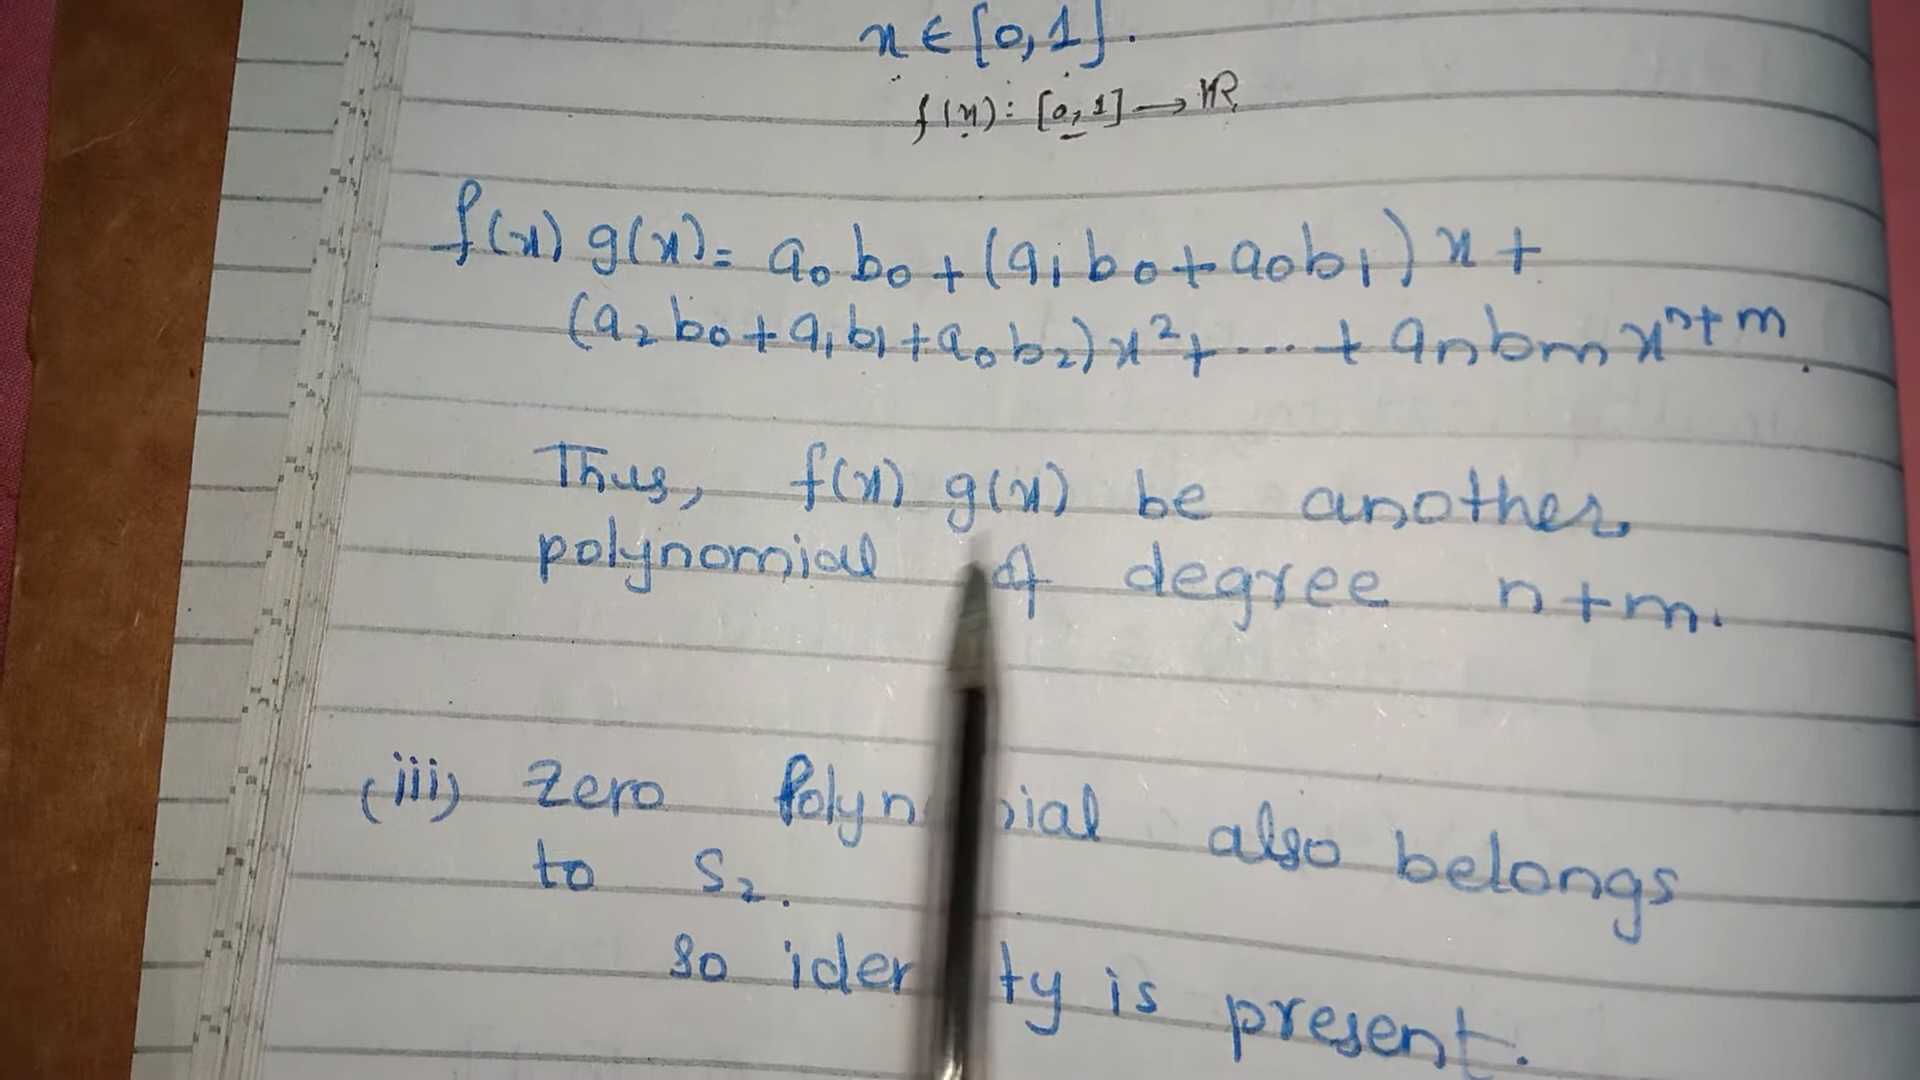 x ∈ [0,1].
f(x): [0,1] → ℝ
f(x) g(x) = a₀b₀ + (a₁b₀ + a₀b₁)x +
(a₂b₀ + a₁b₁ + a₀b₂)x² + ... + aₙbₘ xⁿ⁺ᵐ.
Thus, f(x) g(x) be another
polynomial of degree n+m.
(iii) Zero Polynomial also belongs
to S₂.
So identity is present.